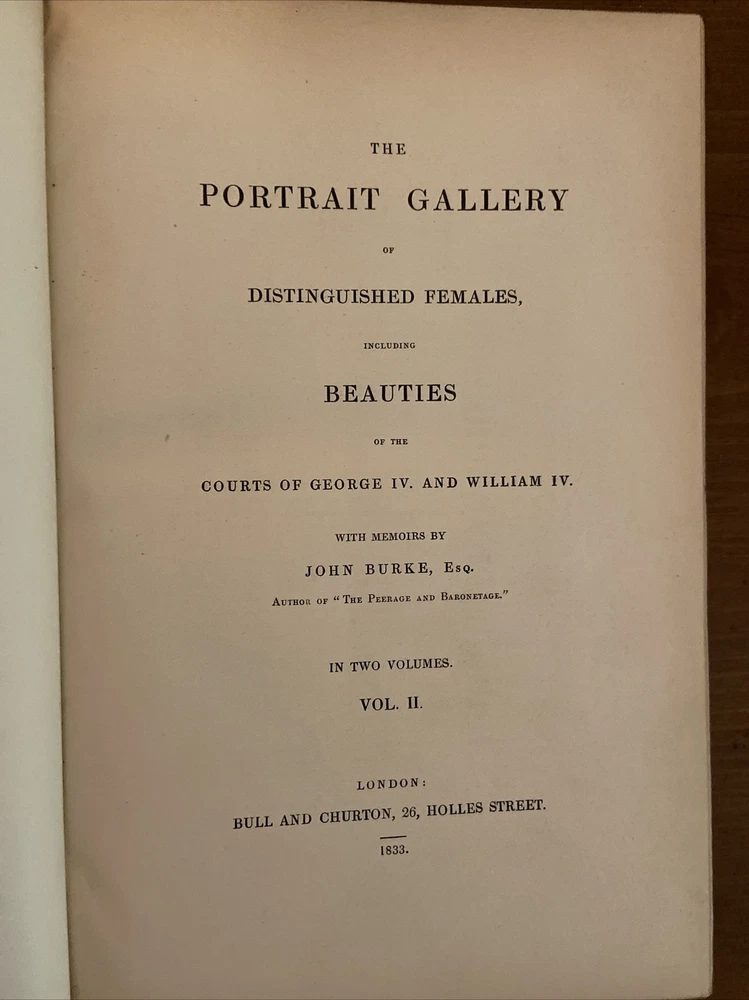 THE
PORTRAIT GALLERY
OF
DISTINGUISHED FEMALES,
INCLUDING
BEAUTIES
OF THE
COURTS OF GEORGE IV. AND WILLIAM IV.
WITH MEMOIRS BY
JOHN BURKE, ESQ.
AUTHOR OF "THE PEERAGE AND BARONETAGE."
IN TWO VOLUMES.
VOL. II.
LONDON:
BULL AND CHURTON, 26, HOLLES STREET.
1833.